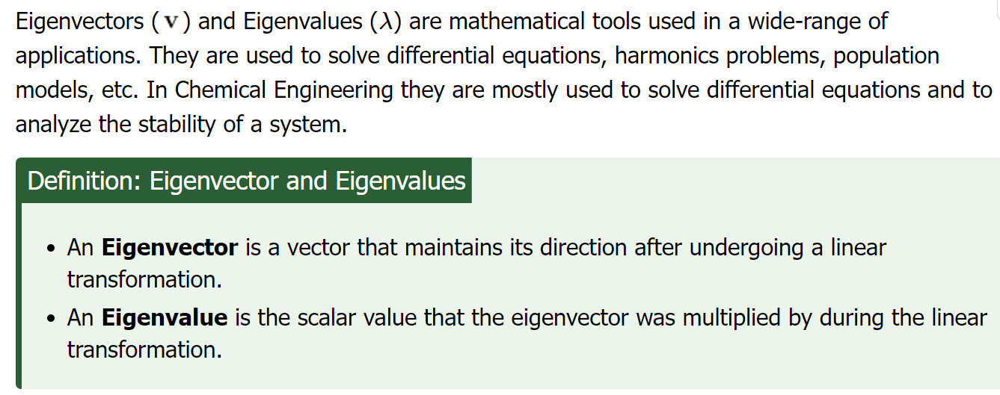 Eigenvectors (v) and Eigenvalues (λ) are mathematical tools used in a wide-range of
applications. They are used to solve differential equations, harmonics problems, population
models, etc. In Chemical Engineering they are mostly used to solve differential equations and to
analyze the stability of a system.
Definition: Eigenvector and Eigenvalues
• An Eigenvector is a vector that maintains its direction after undergoing a linear
transformation.
• An Eigenvalue is the scalar value that the eigenvector was multiplied by during the linear
transformation.